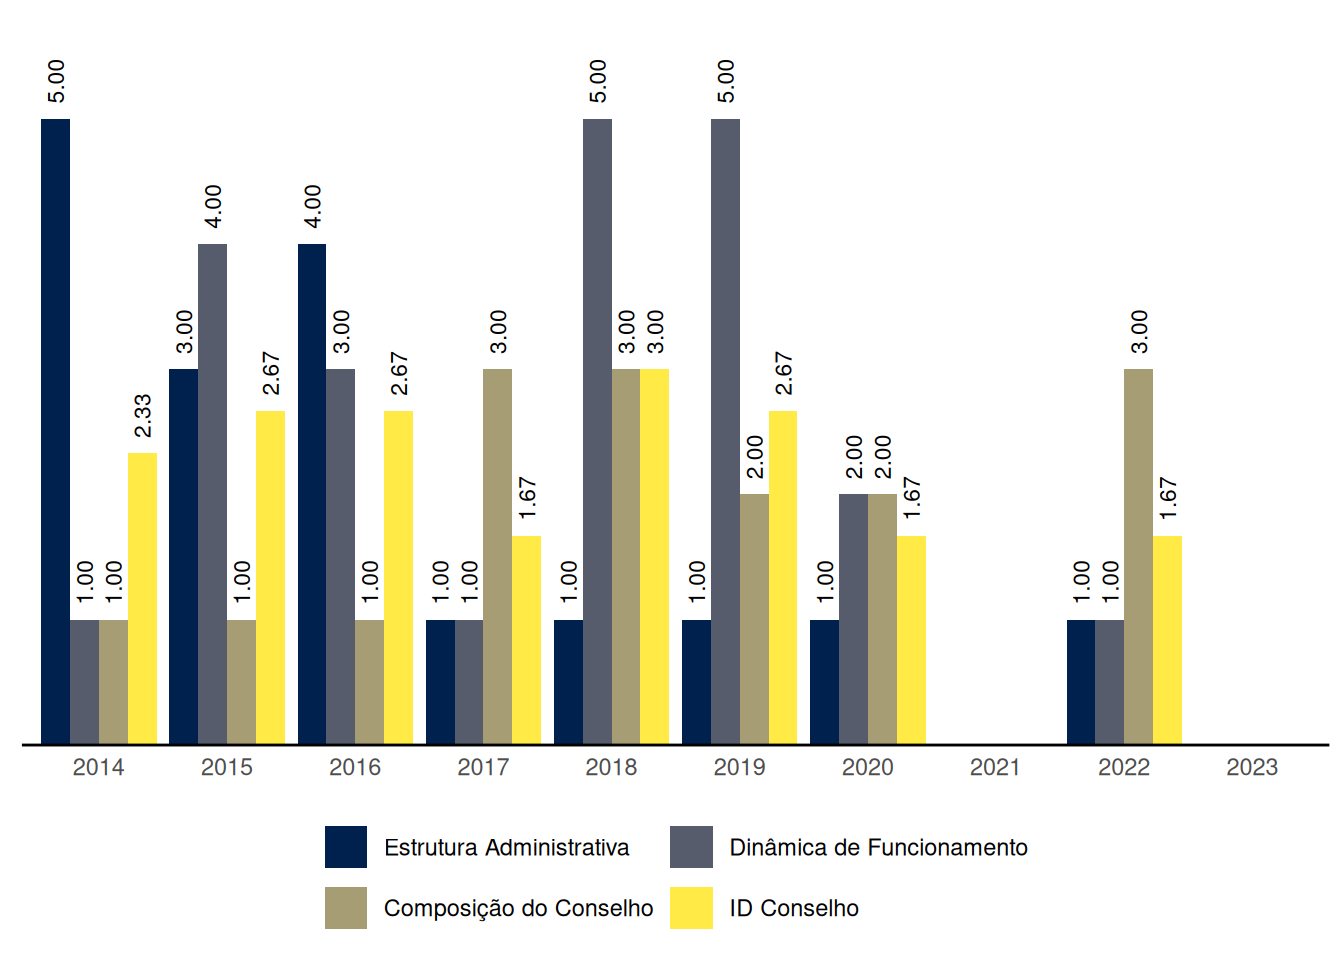 5.00 1.00 1.00 2.33 3.00 4.00 1.00 2.67 4.00 3.00 1.00 2.67 1.00 1.00 3.00 1.67 1.00 5.00 3.00 3.00 1.00 5.00 2.00 2.67 1.00 2.00 2.00 1.67 1.00 1.00 3.00 1.67
2014 2015 2016 2017 2018 2019 2020 2021 2022 2023
Estrutura Administrativa Dinâmica de Funcionamento
Composição do Conselho ID Conselho